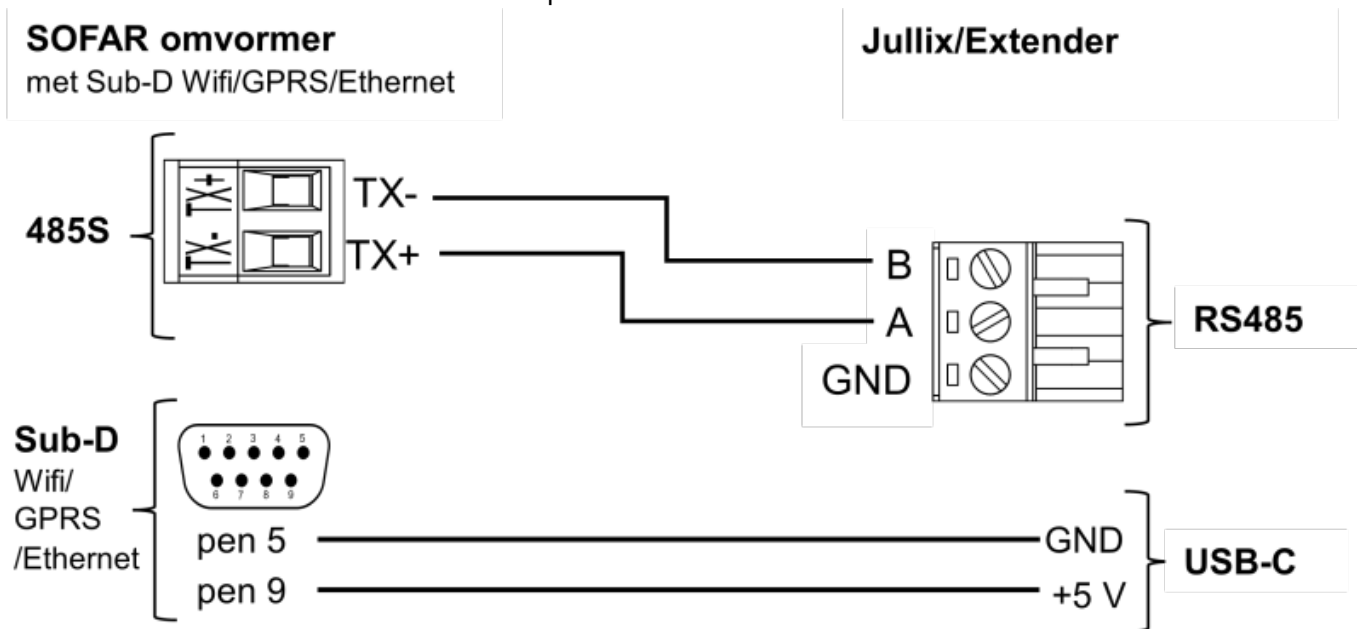 SOFAR omvormer
met Sub-D Wifi/GPRS/Ethernet
Jullix/Extender
485S
TX+
TX-
TX-
TX+
B
A
GND
RS485
Sub-D
Wifi/
GPRS
/Ethernet
1 2 3 4 5
6 7 8 9
pen 5
pen 9
GND
+5 V
USB-C